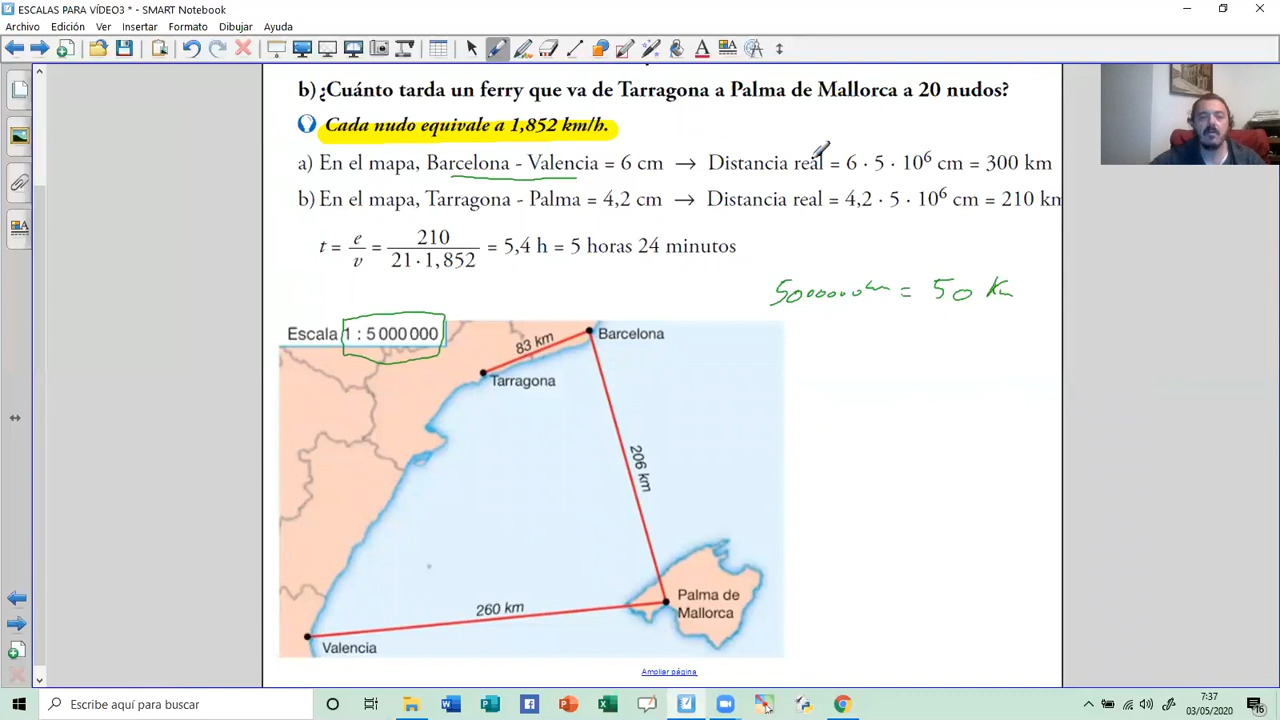 ESCALAS PARA VÍDEO3 * - SMART Notebook
Archivo Edición Ver Insertar Formato Dibujar Ayuda
b) ¿Cuánto tarda un ferry que va de Tarragona a Palma de Mallorca a 20 nudos?
Cada nudo equivale a 1,852 km/h.
a) En el mapa, Barcelona - Valencia = 6 cm → Distancia real = 6 · 5 · 10⁶ cm = 300 km
b) En el mapa, Tarragona - Palma = 4,2 cm → Distancia real = 4,2 · 5 · 10⁶ cm = 210 km
t = e/v = 210/(21 · 1,852) = 5,4 h = 5 horas 24 minutos
5000000cm = 50 Km
Escala 1 : 5 000 000
83 km
Barcelona
Tarragona
206 km
Palma de
Mallorca
260 km
Valencia
Ampliar página
Escribe aquí para buscar
7:37
03/05/2020
16